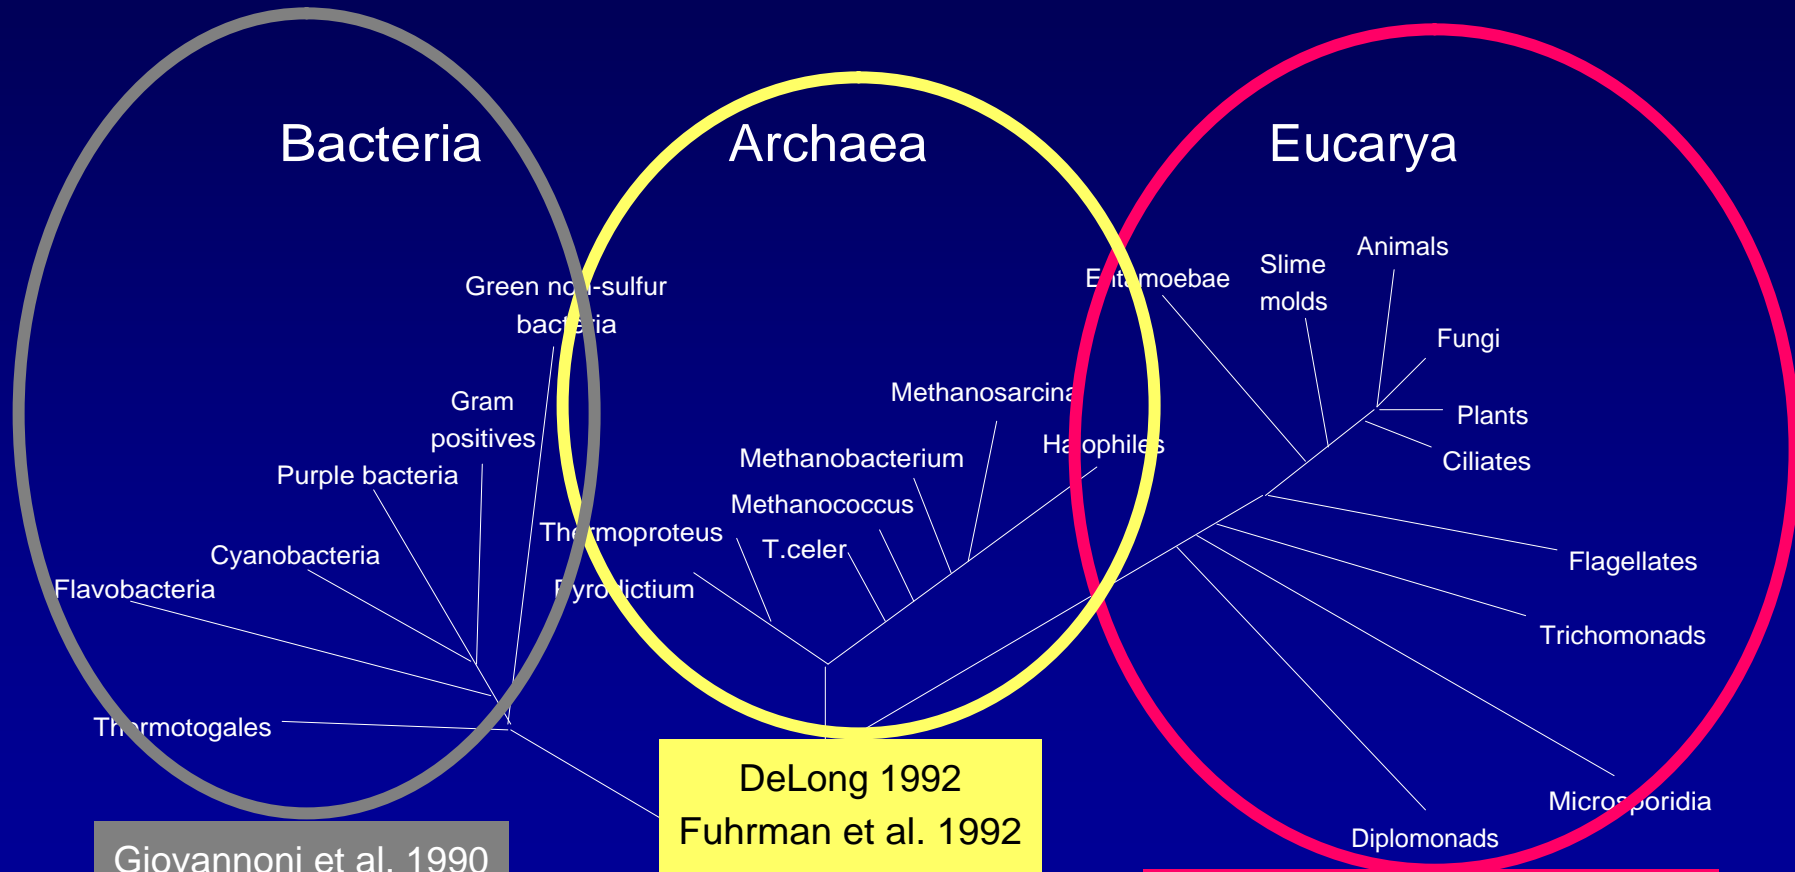 Bacteria
Archaea
Eucarya
Green non-sulfur
bacteria
Gram
positives
Purple bacteria
Cyanobacteria
Flavobacteria
Thermotogales
Methanosarcina
Halophiles
Methanobacterium
Methanococcus
Thermoproteus
T.celer
Pyrodictium
Entamoebae
Slime
molds
Animals
Fungi
Plants
Ciliates
Flagellates
Trichomonads
Microsporidia
Diplomonads
Giovannoni et al. 1990
DeLong 1992
Fuhrman et al. 1992